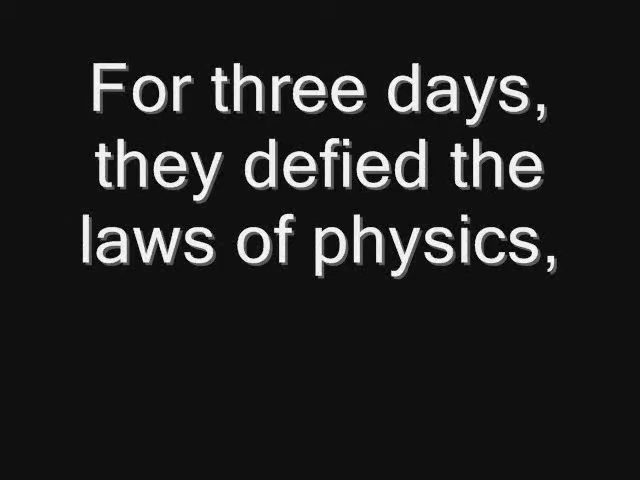 For three days,
they defied the
laws of physics,